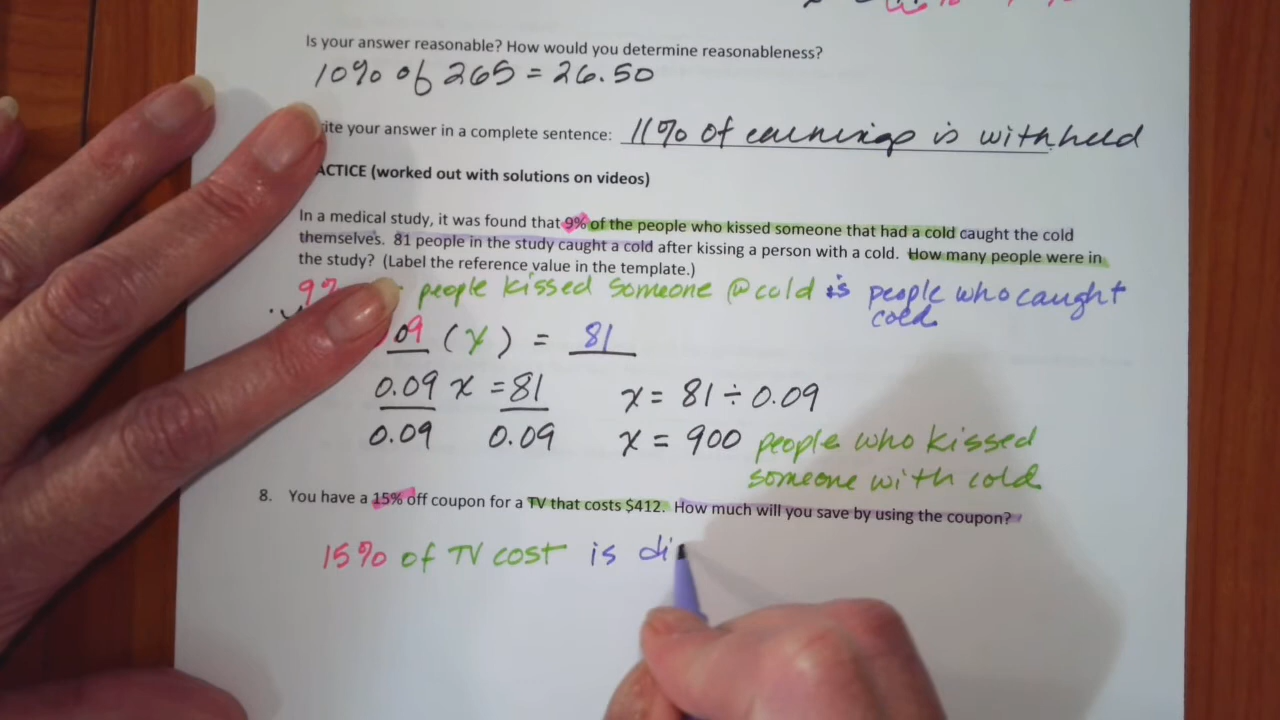 Is your answer reasonable? How would you determine reasonableness?
10% of 265 = 26.50
ite your answer in a complete sentence: 11% of earnings is withheld
ACTICE (worked out with solutions on videos)
In a medical study, it was found that 9% of the people who kissed someone that had a cold caught the cold
themselves. 81 people in the study caught a cold after kissing a person with a cold. How many people were in
the study? (Label the reference value in the template.)
9% people kissed someone @ cold is people who caught
cold
09 (x) = 81
0.09 x = 81 x = 81 ÷ 0.09
0.09 0.09 x = 900 people who kissed
someone with cold
8. You have a 15% off coupon for a TV that costs $412. How much will you save by using the coupon?
15% of TV cost is di